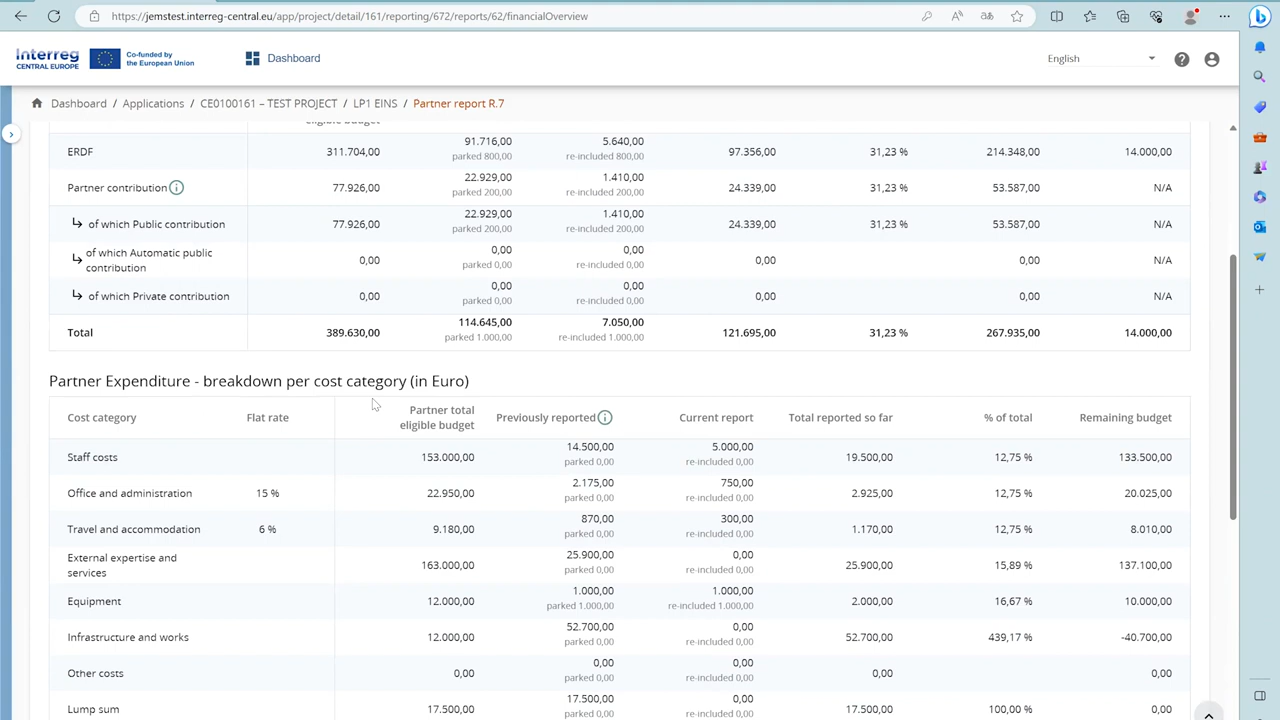 https://jemstest.interreg-central.eu/app/project/detail/161/reporting/672/reports/62/financialOverview
Interreg
CENTRAL EUROPE
Co-funded by
the European Union
Dashboard
English
Dashboard / Applications / CE0100161 – TEST PROJECT / LP1 EINS / Partner report R.7
eligible budget
ERDF 311.704,00 91.716,00 5.640,00 97.356,00 31,23 % 214.348,00 14.000,00
parked 800,00 re-included 800,00
Partner contribution 77.926,00 22.929,00 1.410,00 24.339,00 31,23 % 53.587,00 N/A
parked 200,00 re-included 200,00
of which Public contribution 77.926,00 22.929,00 1.410,00 24.339,00 31,23 % 53.587,00 N/A
parked 200,00 re-included 200,00
of which Automatic public contribution 0,00 0,00 0,00 0,00 0,00 N/A
parked 0,00 re-included 0,00
of which Private contribution 0,00 0,00 0,00 0,00 0,00 N/A
parked 0,00 re-included 0,00
Total 389.630,00 114.645,00 7.050,00 121.695,00 31,23 % 267.935,00 14.000,00
parked 1.000,00 re-included 1.000,00
Partner Expenditure - breakdown per cost category (in Euro)
Cost category Flat rate Partner total eligible budget Previously reported Current report Total reported so far % of total Remaining budget
Staff costs 153.000,00 14.500,00 5.000,00 19.500,00 12,75 % 133.500,00
parked 0,00 re-included 0,00
Office and administration 15 % 22.950,00 2.175,00 750,00 2.925,00 12,75 % 20.025,00
parked 0,00 re-included 0,00
Travel and accommodation 6 % 9.180,00 870,00 300,00 1.170,00 12,75 % 8.010,00
parked 0,00 re-included 0,00
External expertise and services 163.000,00 25.900,00 0,00 25.900,00 15,89 % 137.100,00
parked 0,00 re-included 0,00
Equipment 12.000,00 1.000,00 1.000,00 2.000,00 16,67 % 10.000,00
parked 1.000,00 re-included 1.000,00
Infrastructure and works 12.000,00 52.700,00 0,00 52.700,00 439,17 % -40.700,00
parked 0,00 re-included 0,00
Other costs 0,00 0,00 0,00 0,00 0,00
parked 0,00 re-included 0,00
Lump sum 17.500,00 17.500,00 0,00 17.500,00 100,00 % 0,00
parked 0,00 re-included 0,00